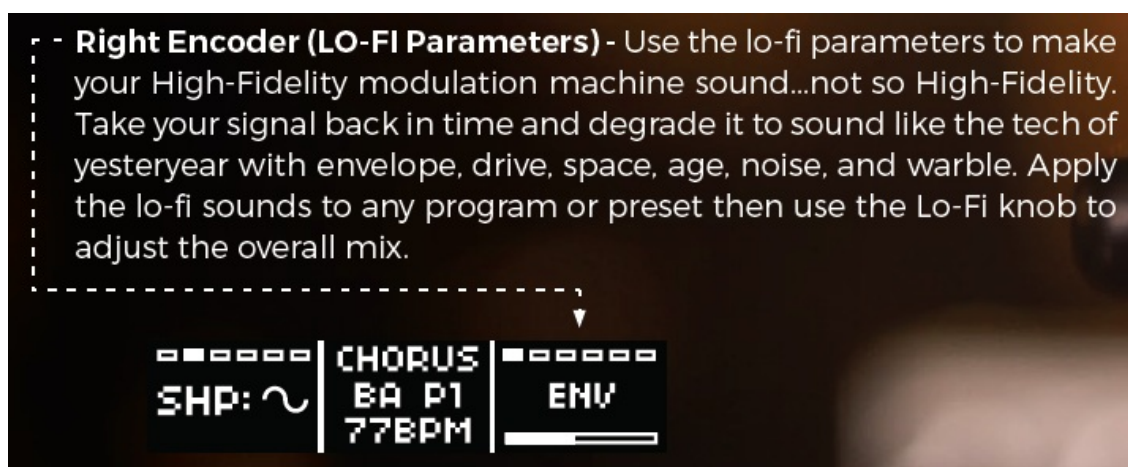 Right Encoder (LO-FI Parameters) - Use the lo-fi parameters to make
your High-Fidelity modulation machine sound...not so High-Fidelity.
Take your signal back in time and degrade it to sound like the tech of
yesteryear with envelope, drive, space, age, noise, and warble. Apply
the lo-fi sounds to any program or preset then use the Lo-Fi knob to
adjust the overall mix.
SHP:
CHORUS
BA P1
77BPM
ENV